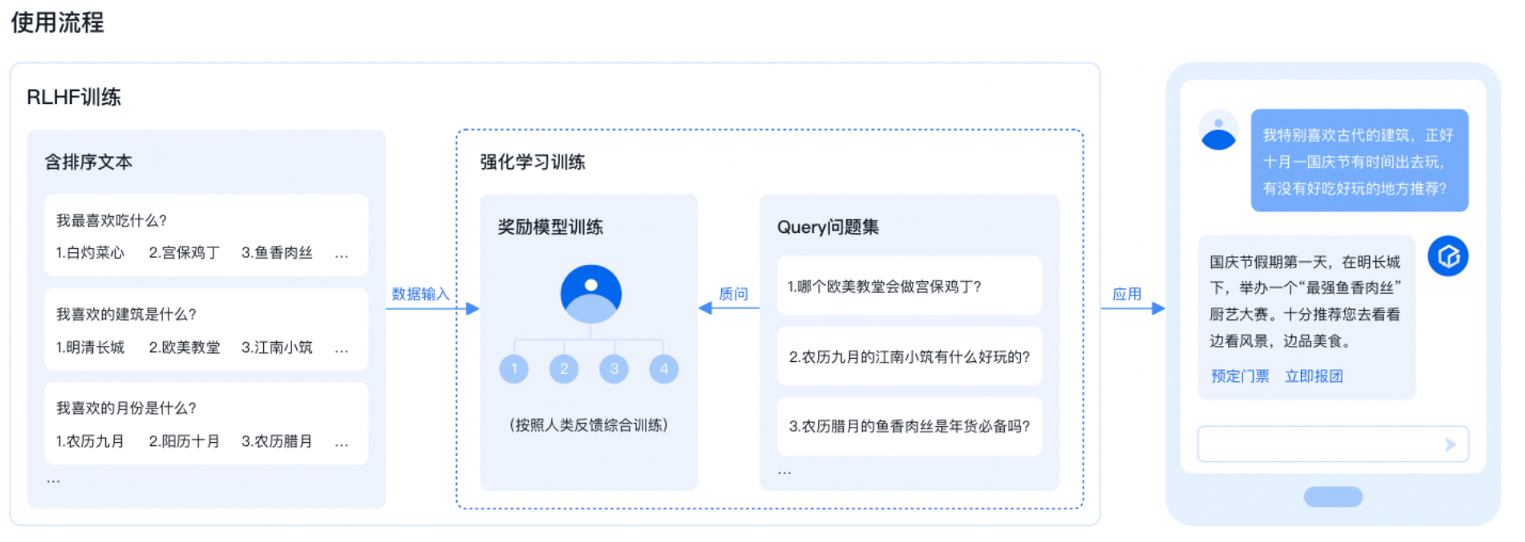 使用流程
RLHF训练
含排序文本
我最喜欢吃什么?
1.白灼菜心 2.宫保鸡丁 3.鱼香肉丝 ...
我喜欢的建筑是什么?
1.明清长城 2.欧美教堂 3.江南小筑 ...
我喜欢的月份是什么?
1.农历九月 2.阳历十月 3.农历腊月 ...
...
数据输入
强化学习训练
奖励模型训练
1 2 3 4
(按照人类反馈综合训练)
质问
Query问题集
1.哪个欧美教堂会做宫保鸡丁?
2.农历九月的江南小筑有什么好玩的?
3.农历腊月的鱼香肉丝是年货必备吗?
...
应用
我特别喜欢古代的建筑，正好
十月一国庆节有时间出去玩，
有没有好吃好玩的地方推荐?
国庆节假期第一天，在明长城
下，举办一个“最强鱼香肉丝”
厨艺大赛。十分推荐您去看看
边看风景，边品美食。
预定门票 立即报团